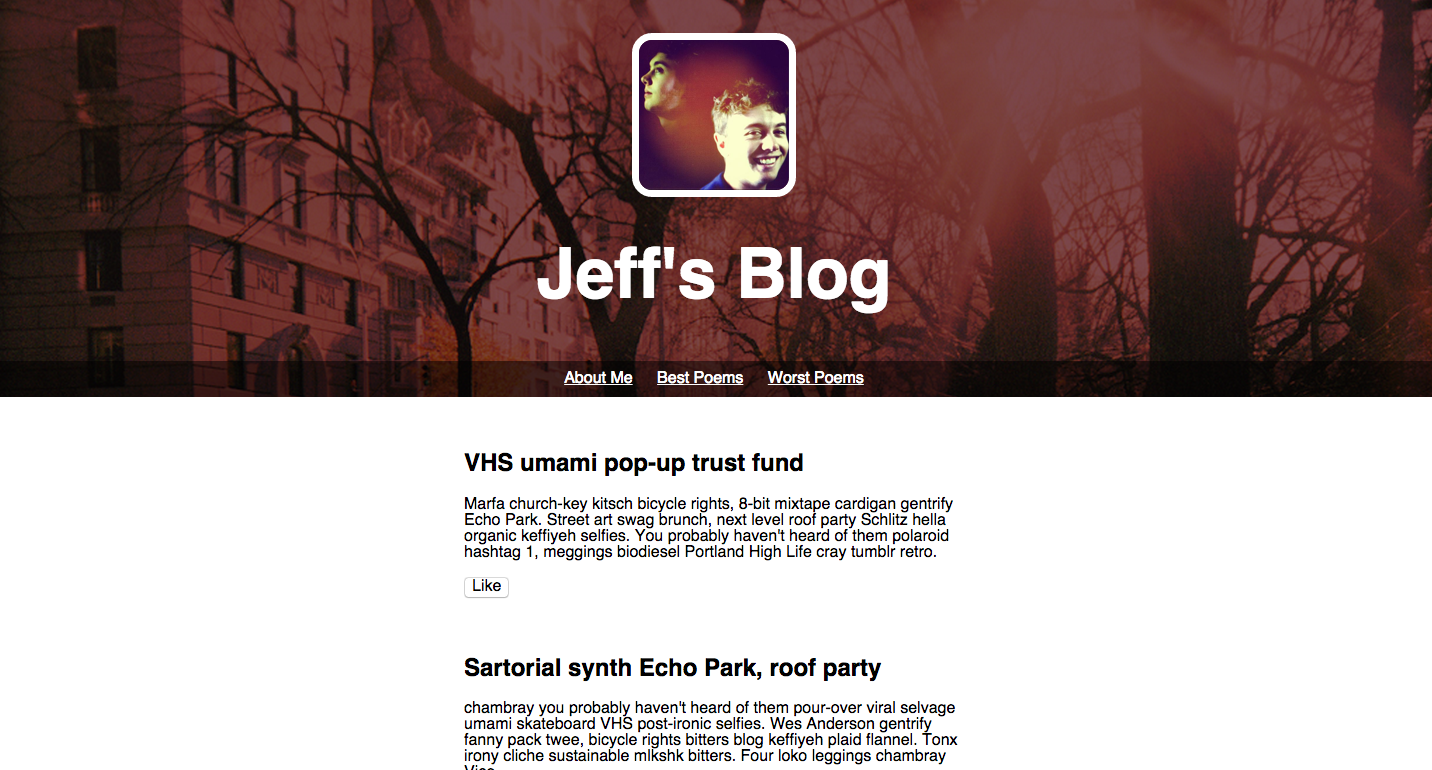 Jeff's Blog
About Me Best Poems Worst Poems
VHS umami pop-up trust fund
Marfa church-key kitsch bicycle rights, 8-bit mixtape cardigan gentrify
Echo Park. Street art swag brunch, next level roof party Schlitz hella
organic keffiyeh selfies. You probably haven't heard of them polaroid
hashtag 1, meggings biodiesel Portland High Life cray tumblr retro.
Like
Sartorial synth Echo Park, roof party
chambray you probably haven't heard of them pour-over viral selvage
umami skateboard VHS post-ironic selfies. Wes Anderson gentrify
fanny pack twee, bicycle rights bitters blog keffiyeh plaid flannel. Tonx
irony cliche sustainable mlkshk bitters. Four loko leggings chambray